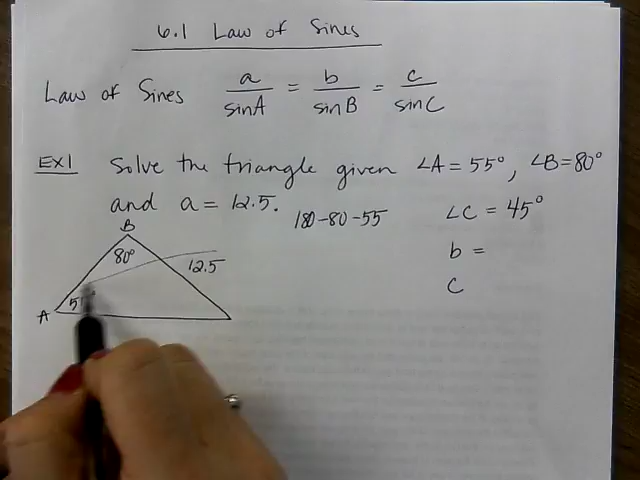 6.1 Law of Sines
Law of Sines a/sinA = b/sinB = c/sinC
EX1 Solve the triangle given ∠A = 55°, ∠B = 80°
and a = 12.5.
180-80-55
∠C = 45°
b =
c
B
80°
12.5
A